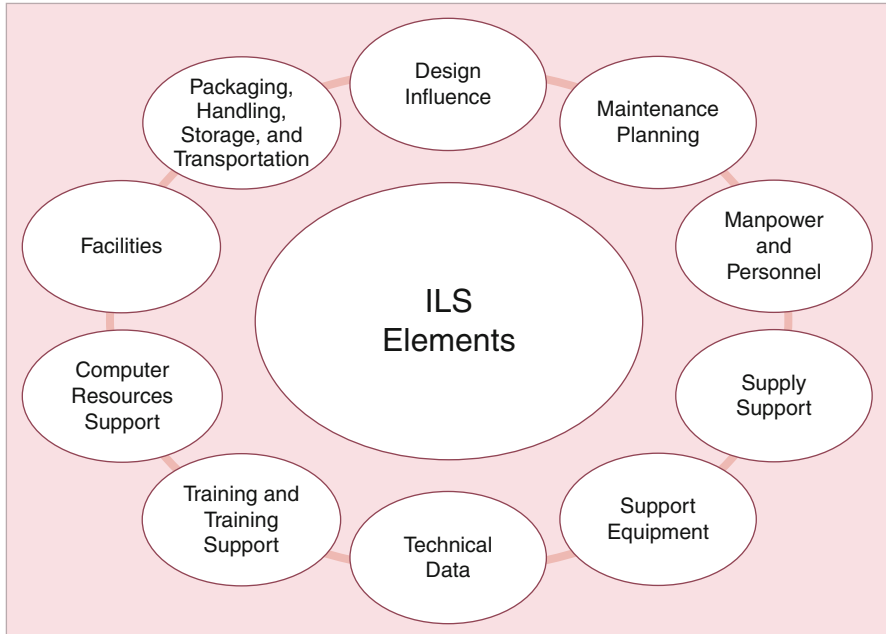 Design
Influence
Maintenance
Planning
Manpower
and
Personnel
Supply
Support
Support
Equipment
Technical
Data
Training and
Training
Support
Computer
Resources
Support
Facilities
Packaging,
Handling,
Storage, and
Transportation
ILS
Elements